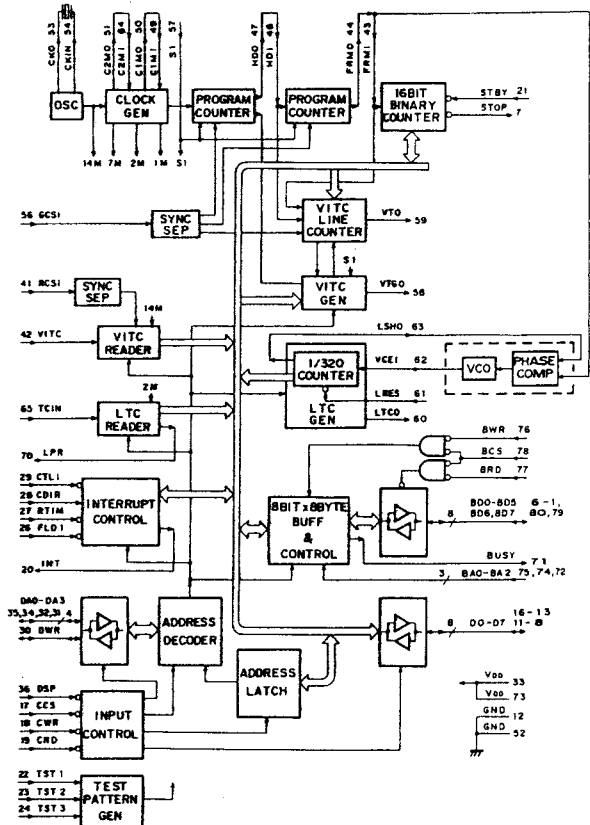 53 54 51 64 50 49 57 47 48 44 43
CKO CKIN C2MO C2MI C1MO C1MI S1 HDO HDI FRMO FRMI
OSC
CLOCK GEN
PROGRAM COUNTER
PROGRAM COUNTER
16BIT BINARY COUNTER
STBY 21
STOP 7
14M 7M 2M 1M S1
56 GCSI
SYNC SEP
VITC LINE COUNTER
VTO 59
S1
41 RCSI
SYNC SEP
14M
VITC GEN
VTGO 58
42 VITC
VITC READER
LSHO 63
2M
1/320 COUNTER
VCEI 62
VCO
PHASE COMP
LTC GEN
LRES 61
LTCO 60
65 TCIN
LTC READER
70 LPR
BWR 76
BCS 78
BRD 77
29 CTLI
28 CDIR
27 RTIM
26 FLDI
INTERRUPT CONTROL
20 INT
8BIT x 8BYTE BUFF & CONTROL
8 BD0-BD5 6-1,
BD6,BD7 80,79
BUSY 71
3 BA0-BA2 75,74,72
DA0-DA3
35,34,32,31 4
30 BWR
ADDRESS DECODER
16-13
8 D0-D7 11-8
ADDRESS LATCH
36 DSP
17 CCS
18 CWR
19 CRD
INPUT CONTROL
VDD 33
VDD 73
GND 12
GND 52
22 TST1
23 TST2
24 TST3
TEST PATTERN GEN